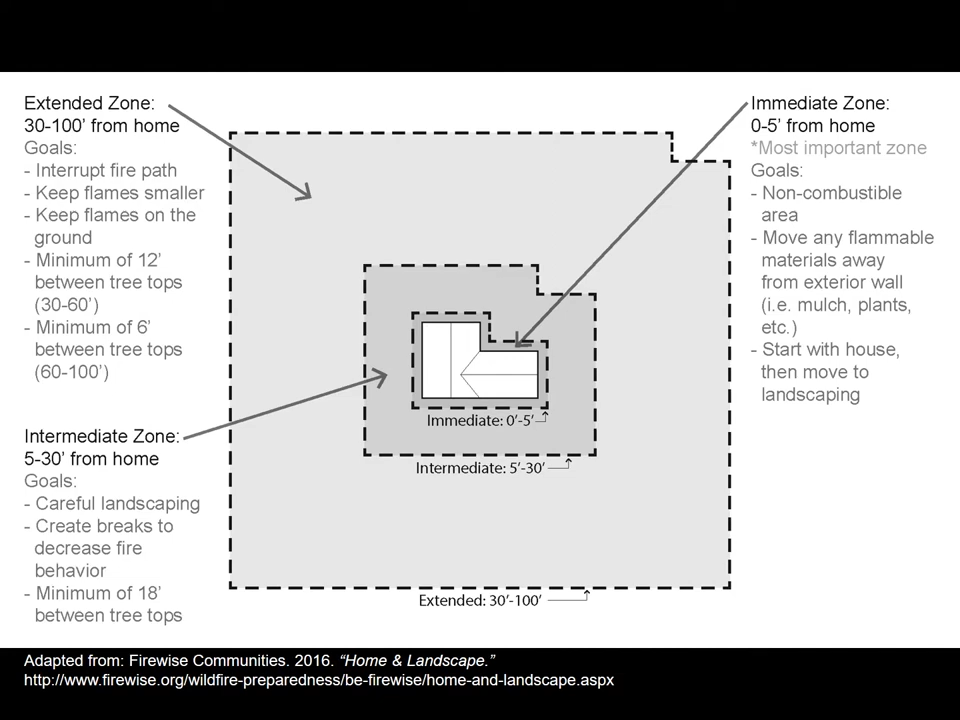 Extended Zone:
30-100’ from home
Goals:
- Interrupt fire path
- Keep flames smaller
- Keep flames on the
ground
- Minimum of 12’
between tree tops
(30-60’)
- Minimum of 6’
between tree tops
(60-100’)
Intermediate Zone:
5-30’ from home
Goals:
- Careful landscaping
- Create breaks to
decrease fire
behavior
- Minimum of 18’
between tree tops
Immediate: 0’-5’
Intermediate: 5’-30’
Extended: 30’-100’
Immediate Zone:
0-5’ from home
*Most important zone
Goals:
- Non-combustible
area
- Move any flammable
materials away
from exterior wall
(i.e. mulch, plants,
etc.)
- Start with house,
then move to
landscaping
Adapted from: Firewise Communities. 2016. “Home & Landscape.”
http://www.firewise.org/wildfire-preparedness/be-firewise/home-and-landscape.aspx